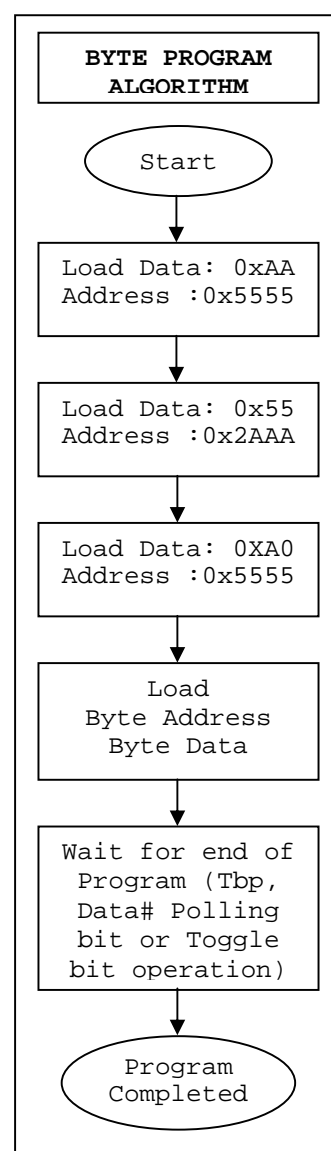 BYTE PROGRAM
ALGORITHM
Start
Load Data: 0xAA
Address :0x5555
Load Data: 0x55
Address :0x2AAA
Load Data: 0XA0
Address :0x5555
Load
Byte Address
Byte Data
Wait for end of
Program (Tbp,
Data# Polling
bit or Toggle
bit operation)
Program
Completed